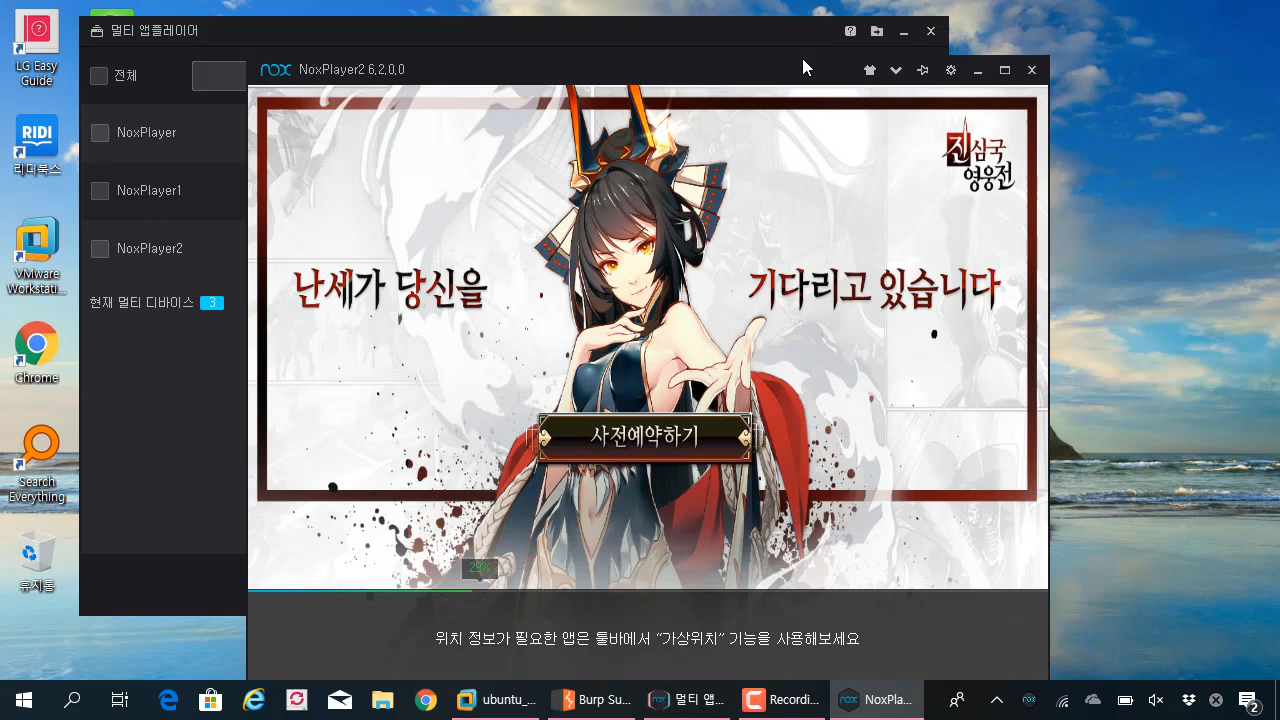 LG Easy
Guide
RIDI
리디북스
VMware
Workstati...
Chrome
Search
Everything
휴지통
멀티 앱플레이어
전체
NoxPlayer
NoxPlayer1
NoxPlayer2
현재 멀티 디바이스 3
nox NoxPlayer2 6,2,0,0
진삼국
영웅전
난세가 당신을
기다리고 있습니다
사전예약하기
29%
위치 정보가 필요한 앱은 툴바에서 “가상위치” 기능을 사용해보세요
ubuntu_...
Burp Su...
멀티 앱...
Recordi...
NoxPla...
2